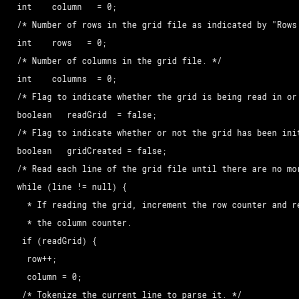 int    column   = 0;
/* Number of rows in the grid file as indicated by "Rows
int    rows   = 0;
/* Number of columns in the grid file. */
int    columns  = 0;
/* Flag to indicate whether the grid is being read in or
boolean   readGrid  = false;
/* Flag to indicate whether or not the grid has been init
boolean   gridCreated = false;
/* Read each line of the grid file until there are no mor
while (line != null) {
* If reading the grid, increment the row counter and re
* the column counter.
if (readGrid) {
row++;
column = 0;
/* Tokenize the current line to parse it. */